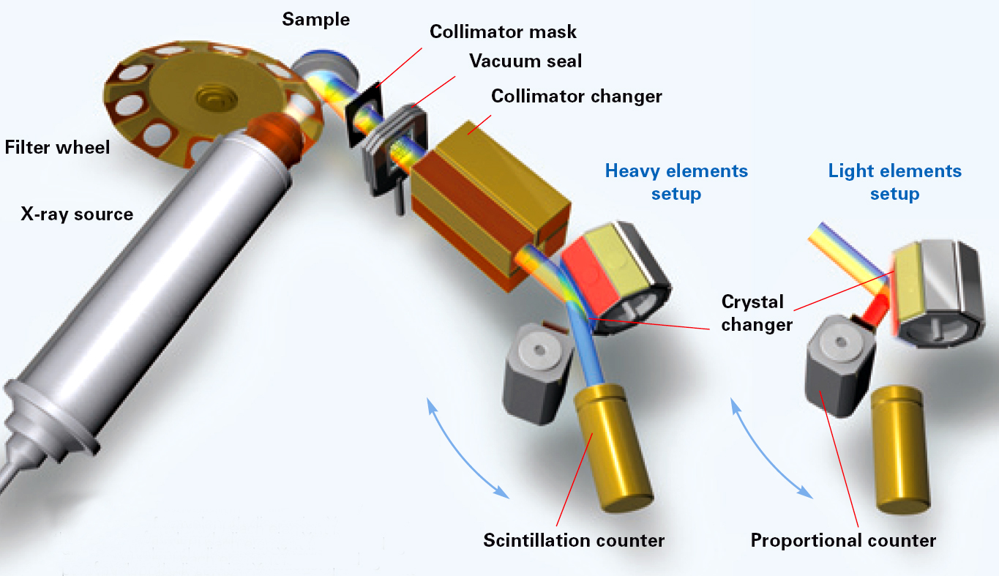 Sample
Collimator mask
Vacuum seal
Collimator changer
Filter wheel
X-ray source
Heavy elements
setup
Light elements
setup
Crystal
changer
Scintillation counter
Proportional counter